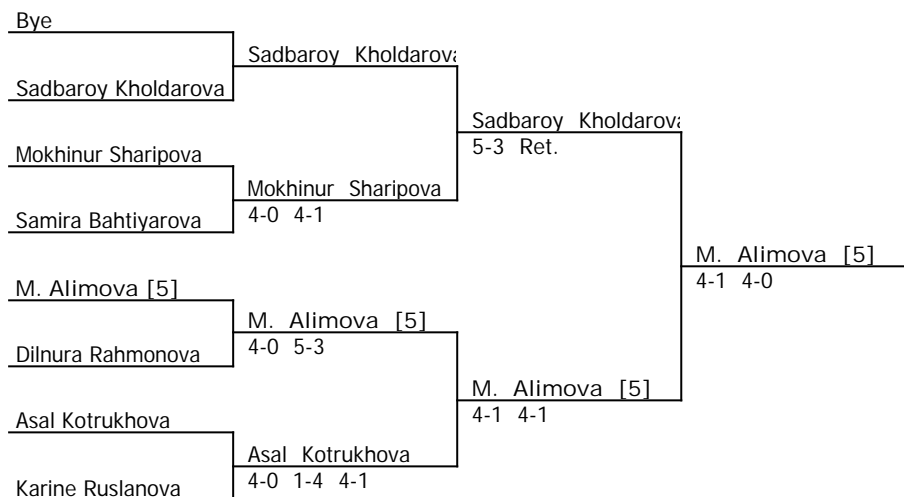 Bye
Sadbaroy Kholdarova
Sadbaroy Kholdarova
Sadbaroy Kholdarova
5-3 Ret.
Mokhinur Sharipova
Mokhinur Sharipova
4-0 4-1
Samira Bahtiyarova
M. Alimova [5]
4-1 4-0
M. Alimova [5]
M. Alimova [5]
4-0 5-3
Dilnura Rahmonova
M. Alimova [5]
4-1 4-1
Asal Kotrukhova
Asal Kotrukhova
4-0 1-4 4-1
Karine Ruslanova